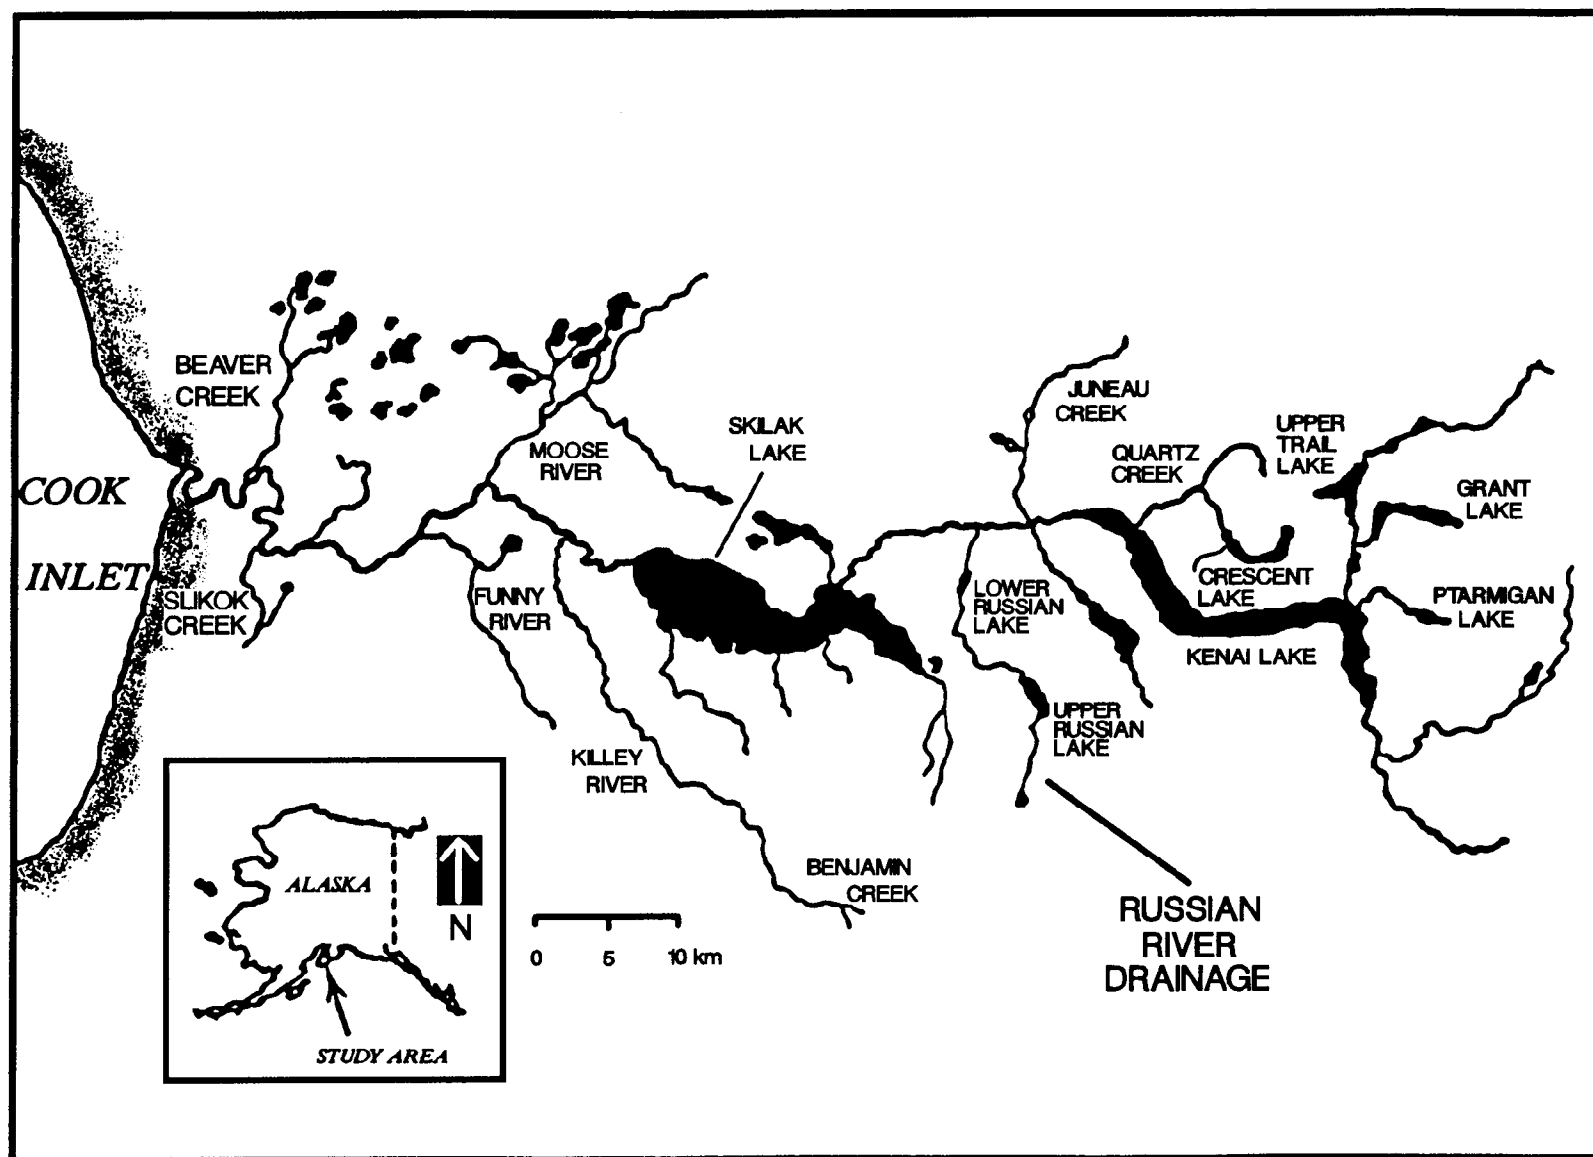 BEAVER
CREEK
COOK
INLET
SLIKOK
CREEK
MOOSE
RIVER
SKILAK
LAKE
FUNNY
RIVER
KILLEY
RIVER
BENJAMIN
CREEK
JUNEAU
CREEK
QUARTZ
CREEK
UPPER
TRAIL
LAKE
GRANT
LAKE
CRESCENT
LAKE
PTARMIGAN
LAKE
KENAI LAKE
LOWER
RUSSIAN
LAKE
UPPER
RUSSIAN
LAKE
RUSSIAN
RIVER
DRAINAGE
ALASKA
N
STUDY AREA
0 5 10 km